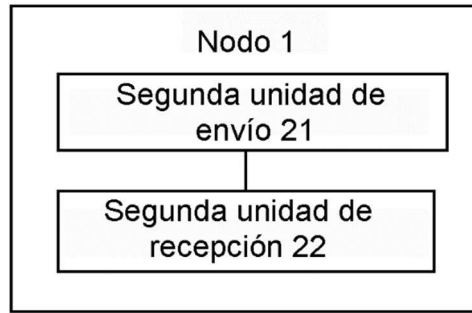 Nodo 1
Segunda unidad de
envío 21
Segunda unidad de
recepción 22